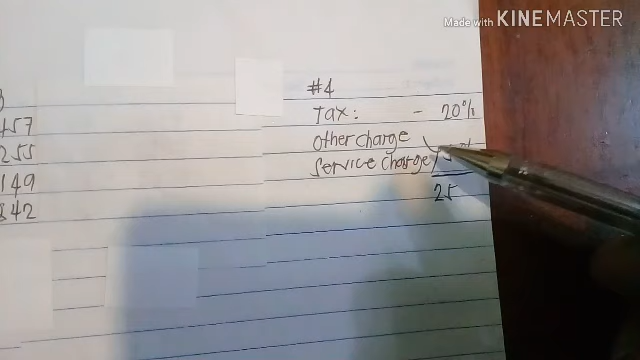 Made with KINEMASTER
#4
457
Tax: - 20%
255
other charge
149
Service Charge
842
25